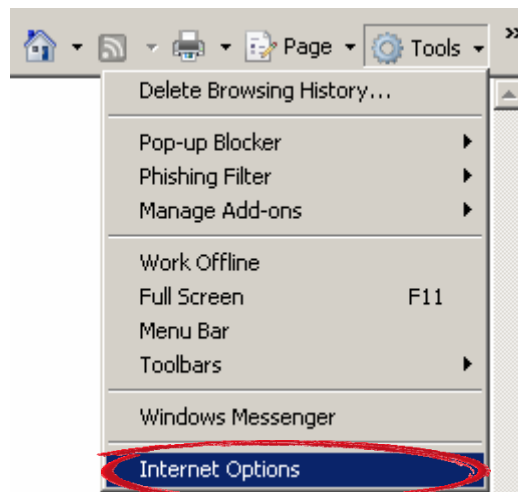 Page Tools »
Delete Browsing History...
Pop-up Blocker
Phishing Filter
Manage Add-ons
Work Offline
Full Screen F11
Menu Bar
Toolbars
Windows Messenger
Internet Options